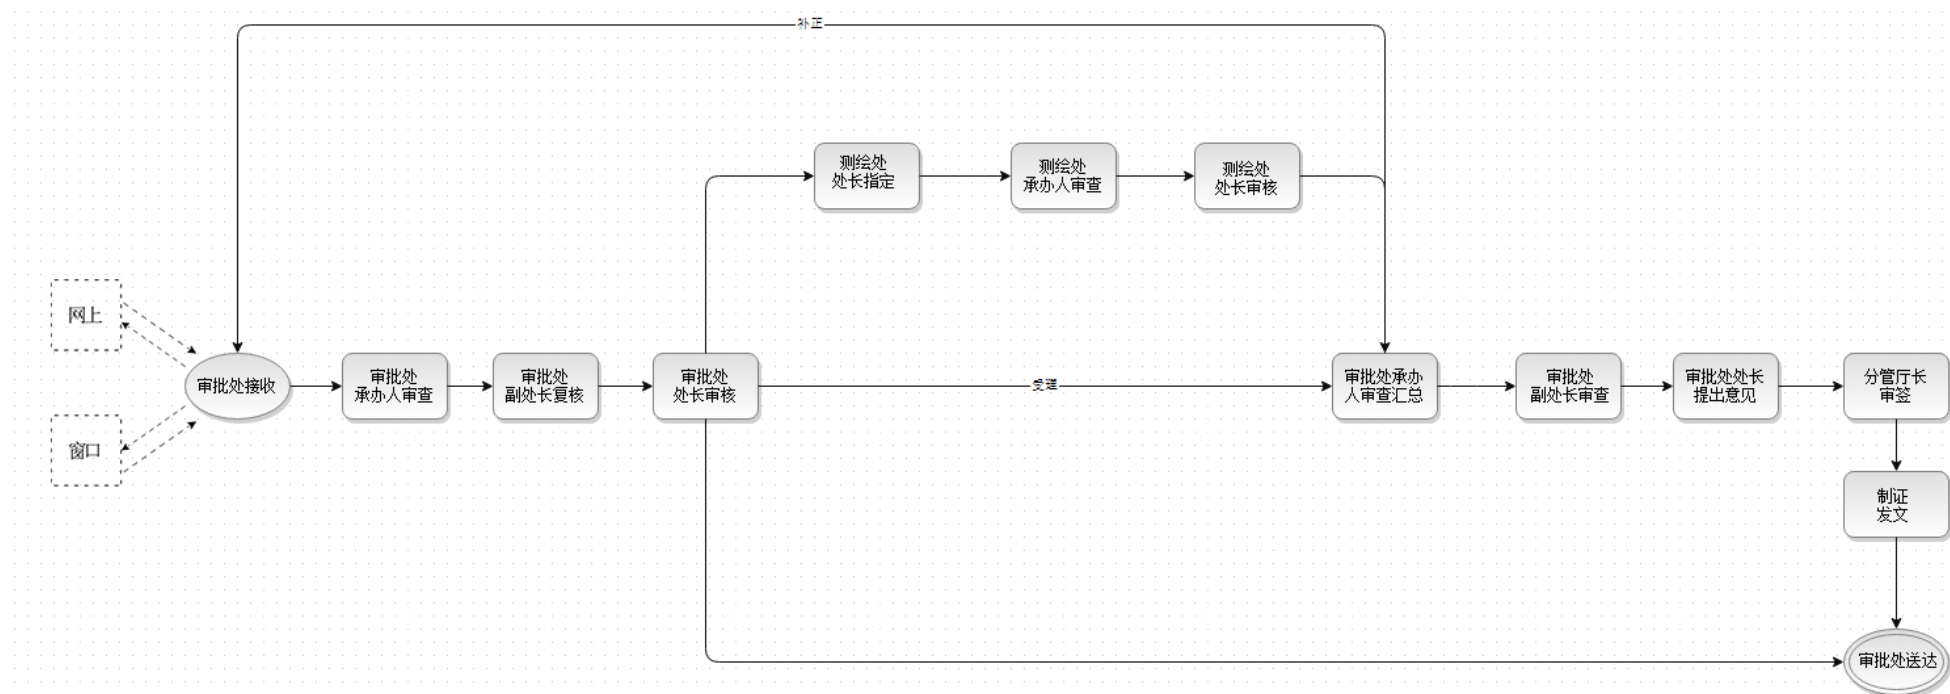 补正
测绘处
处长指定
测绘处
承办人审查
测绘处
处长审核
网上
审批处接收
审批处
承办人审查
审批处
副处长复核
审批处
处长审核
受理
审批处承办
人审查汇总
审批处
副处长审查
审批处处长
提出意见
分管厅长
审签
窗口
制证
发文
审批处送达